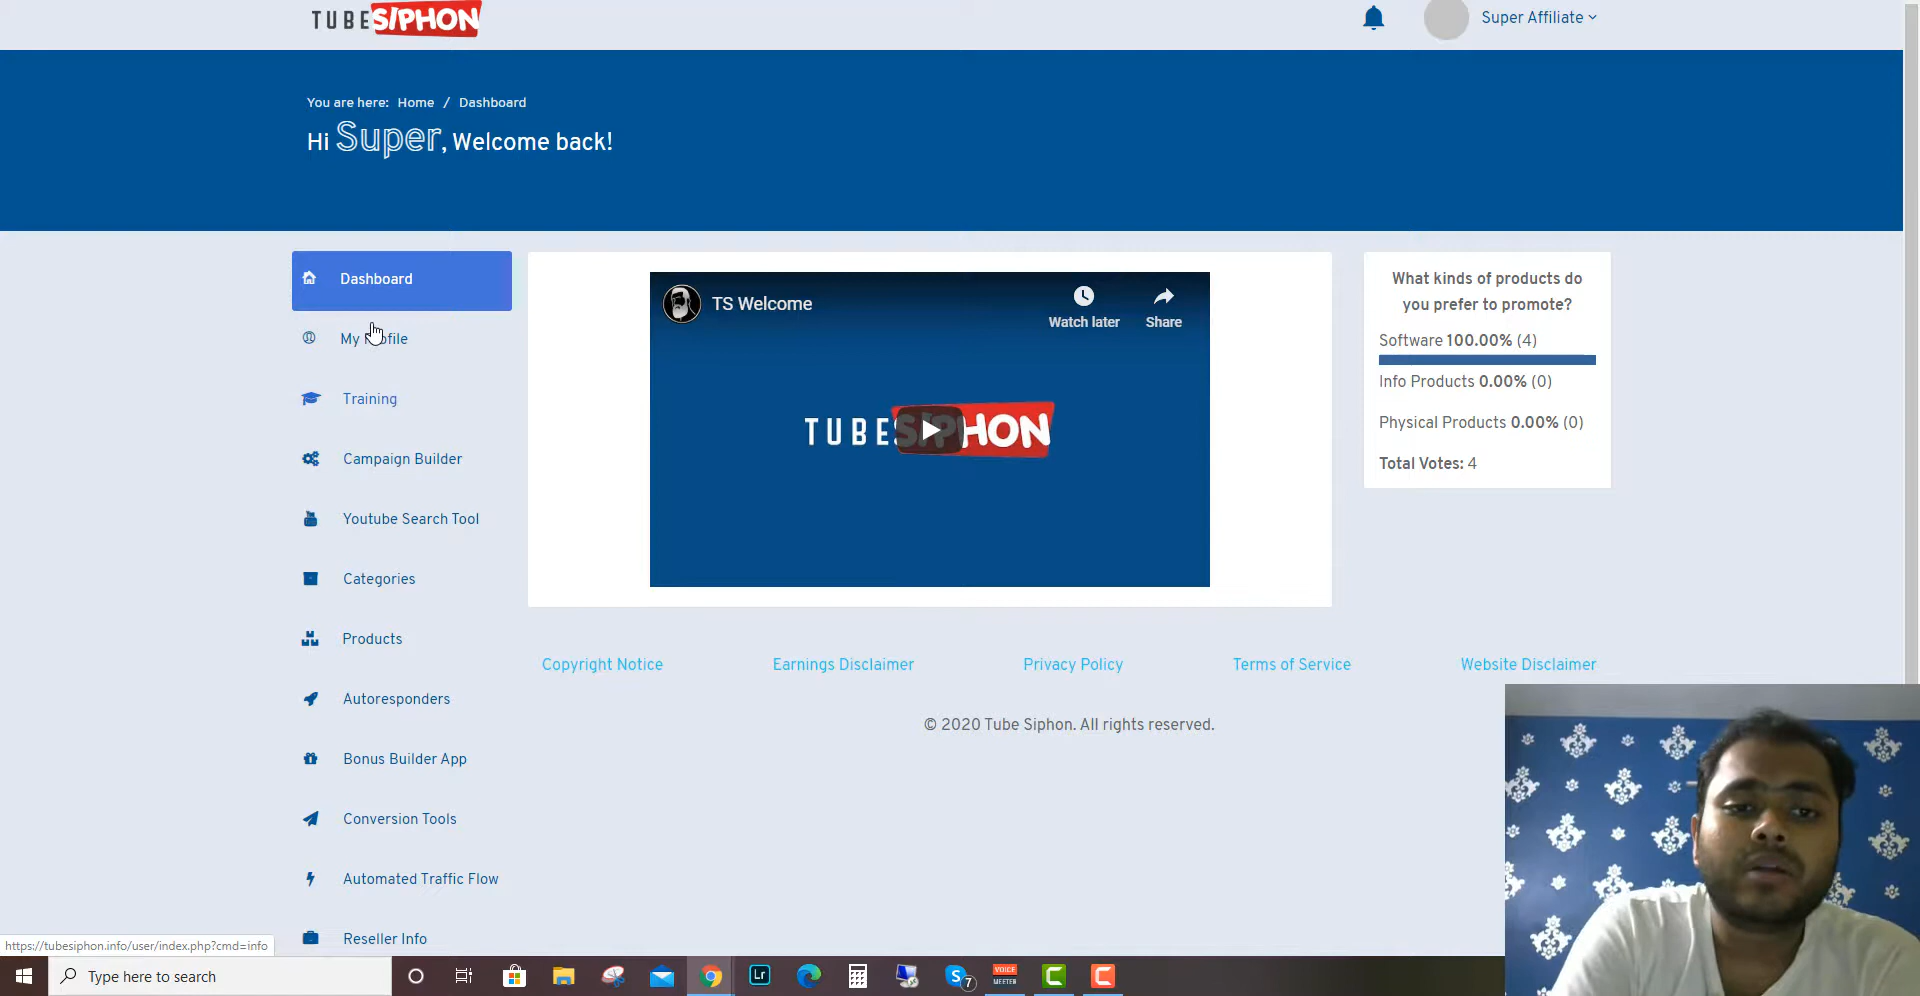 TUBESIPHON
Super Affiliate
You are here: Home / Dashboard
Hi Super, Welcome back!
Dashboard
My Profile
Training
Campaign Builder
Youtube Search Tool
Categories
Products
Autoresponders
Bonus Builder App
Conversion Tools
Automated Traffic Flow
Reseller Info
TS Welcome
Watch later
Share
TUBESIPHON
What kinds of products do
you prefer to promote?
Software 100.00% (4)
Info Products 0.00% (0)
Physical Products 0.00% (0)
Total Votes: 4
Copyright Notice
Earnings Disclaimer
Privacy Policy
Terms of Service
Website Disclaimer
© 2020 Tube Siphon. All rights reserved.
https://tubesiphon.info/user/index.php?cmd=info
Type here to search
Lr
S
7
VOICE
MEETER
C
C